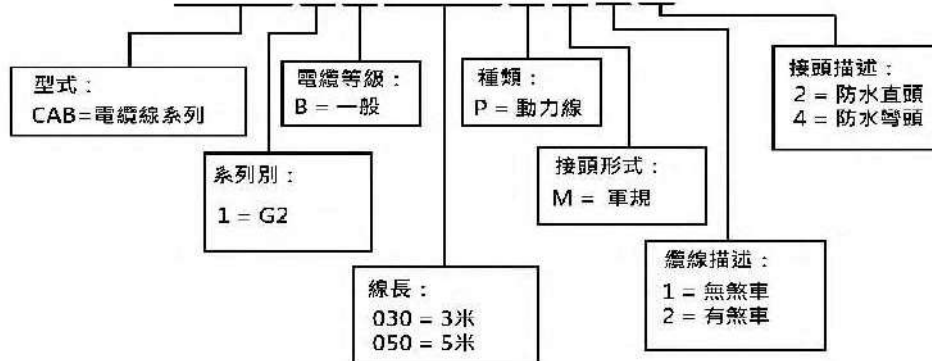 型式：
CAB=電纜線系列
系列別：
1 = G2
電纜等級：
B = 一般
線長：
030 = 3米
050 = 5米
種類：
P = 動力線
接頭形式：
M = 軍規
纜線描述：
1 = 無煞車
2 = 有煞車
接頭描述：
2 = 防水直頭
4 = 防水彎頭